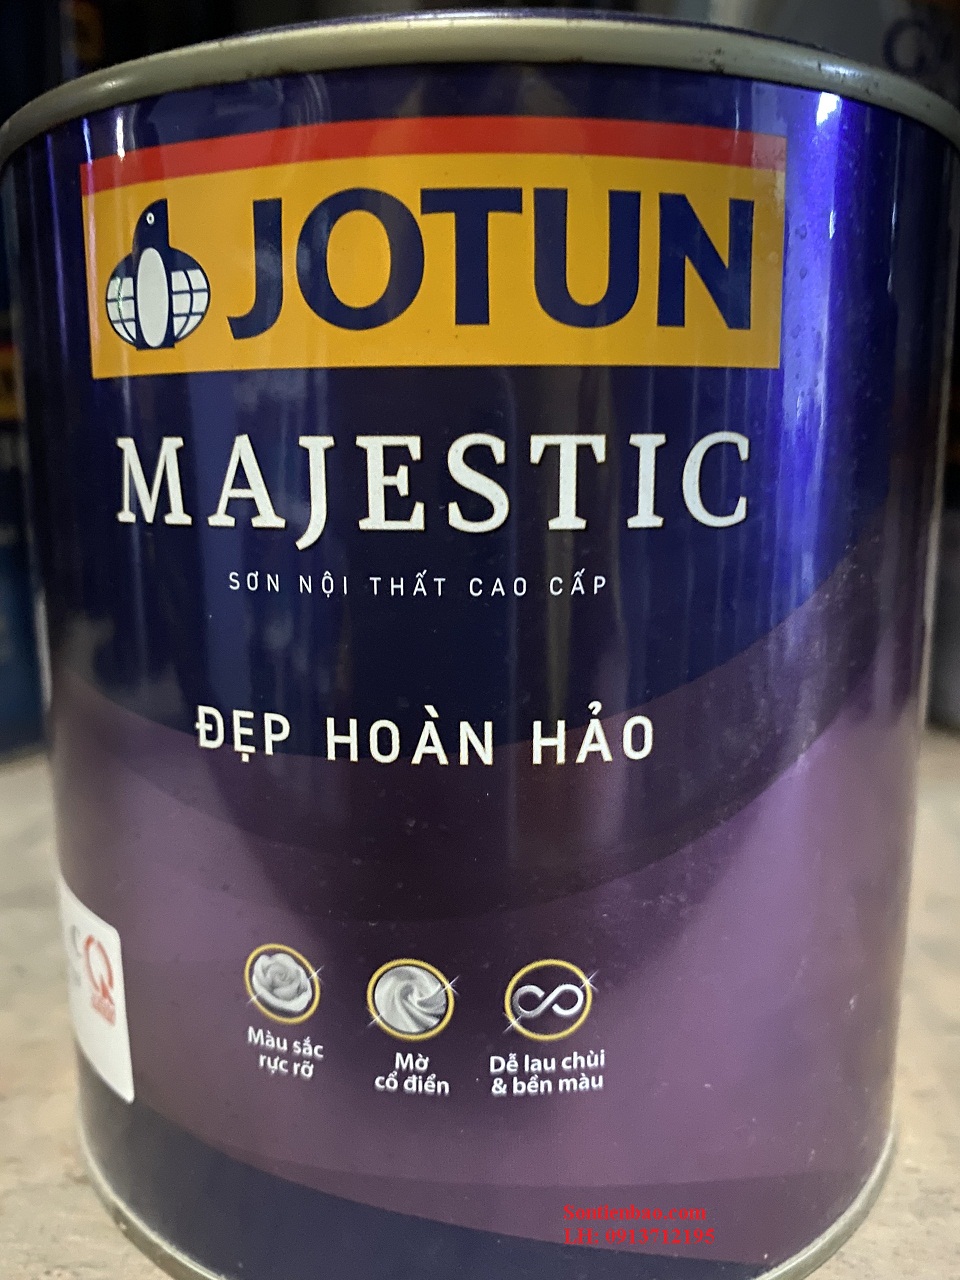 JOTUN
MAJESTIC
SƠN NỘI THẤT CAO CẤP
ĐẸP HOÀN HẢO
Màu sắc
rực rỡ
Mờ
cổ điển
Dễ lau chùi
& bền màu
Sontienbao.com
LH: 0913712195